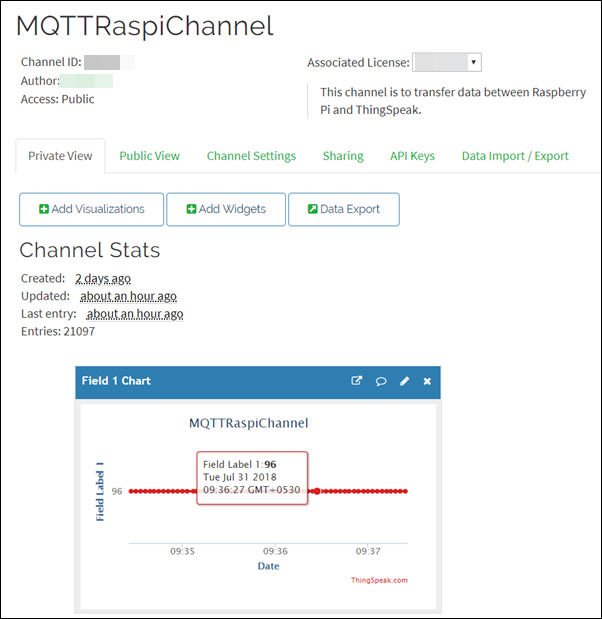 MQTTRaspiChannel
Channel ID:
Associated License:
Author:
Access: Public
This channel is to transfer data between Raspberry
Pi and ThingSpeak.
Private View Public View Channel Settings Sharing API Keys Data Import / Export
Add Visualizations Add Widgets Data Export
Channel Stats
Created: 2 days ago
Updated: about an hour ago
Last entry: about an hour ago
Entries: 21097
Field 1 Chart
MQTTRaspiChannel
Field Label 1
96
Field Label 1:96
Tue Jul 31 2018
09:36:27 GMT+0530
09:35 09:36 09:37
Date
ThingSpeak.com